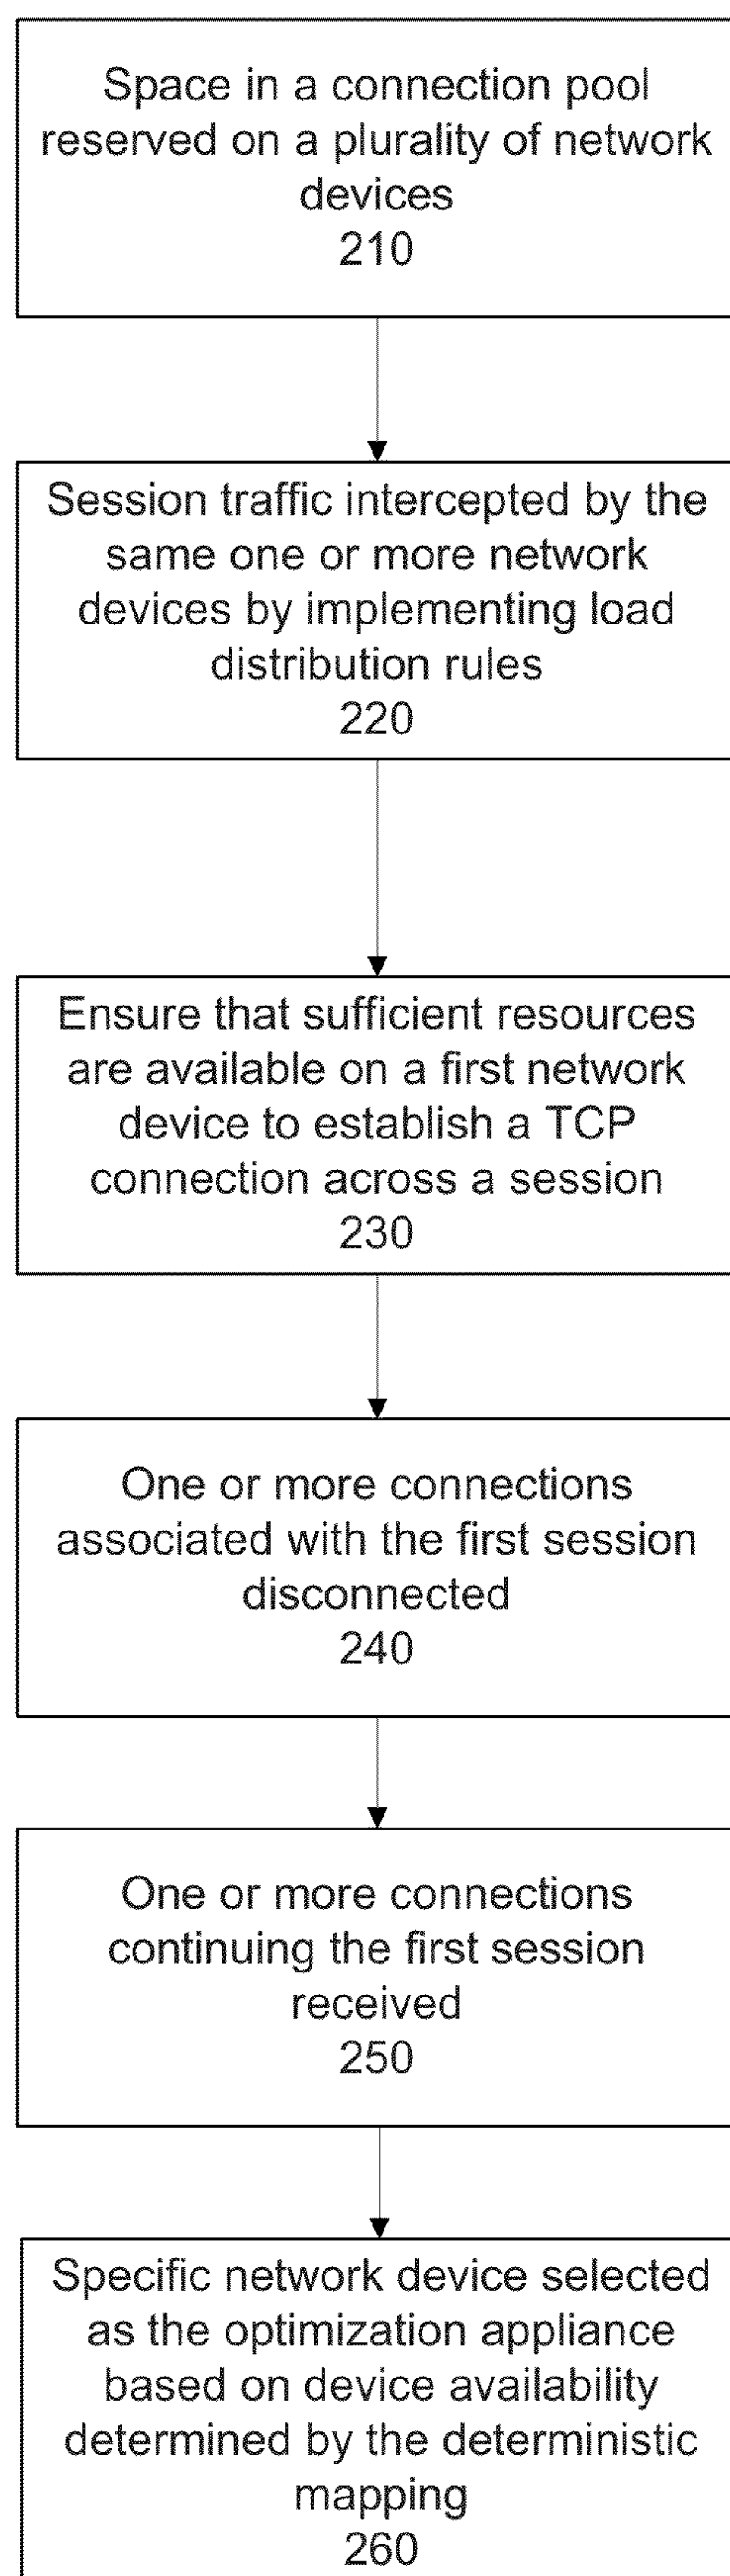 Space in a connection pool
reserved on a plurality of network
devices
210
Session traffic intercepted by the
same one or more network
devices by implementing load
distribution rules
220
Ensure that sufficient resources
are available on a first network
device to establish a TCP
connection across a session
230
One or more connections
associated with the first session
disconnected
240
One or more connections
continuing the first session
received
250
Specific network device selected
as the optimization appliance
based on device availability
determined by the deterministic
mapping
260